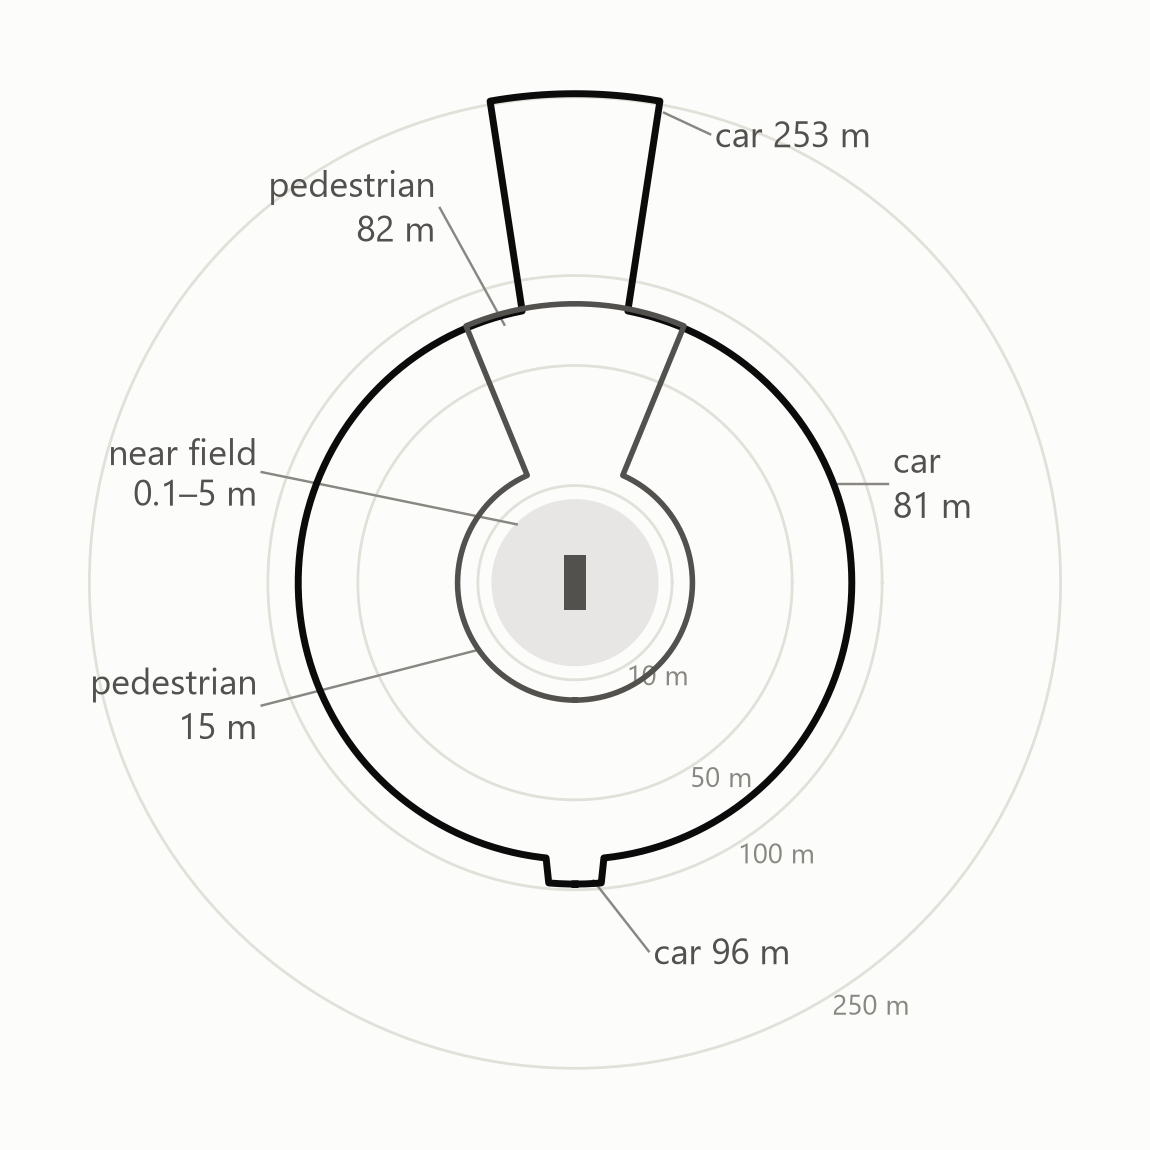 car 253 m
pedestrian
82 m
near field
0.1–5 m
car
81 m
pedestrian
15 m
10 m
50 m
100 m
car 96 m
250 m